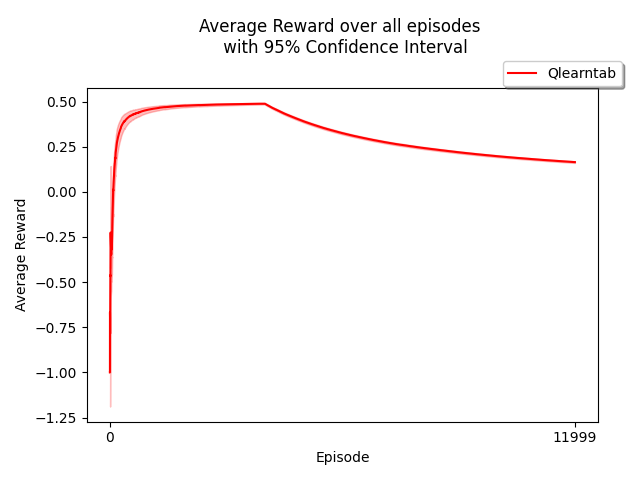 Average Reward over all episodes
with 95% Confidence Interval
Qlearntab
0.50
0.25
0.00
−0.25
−0.50
−0.75
−1.00
−1.25
Average Reward
0
11999
Episode